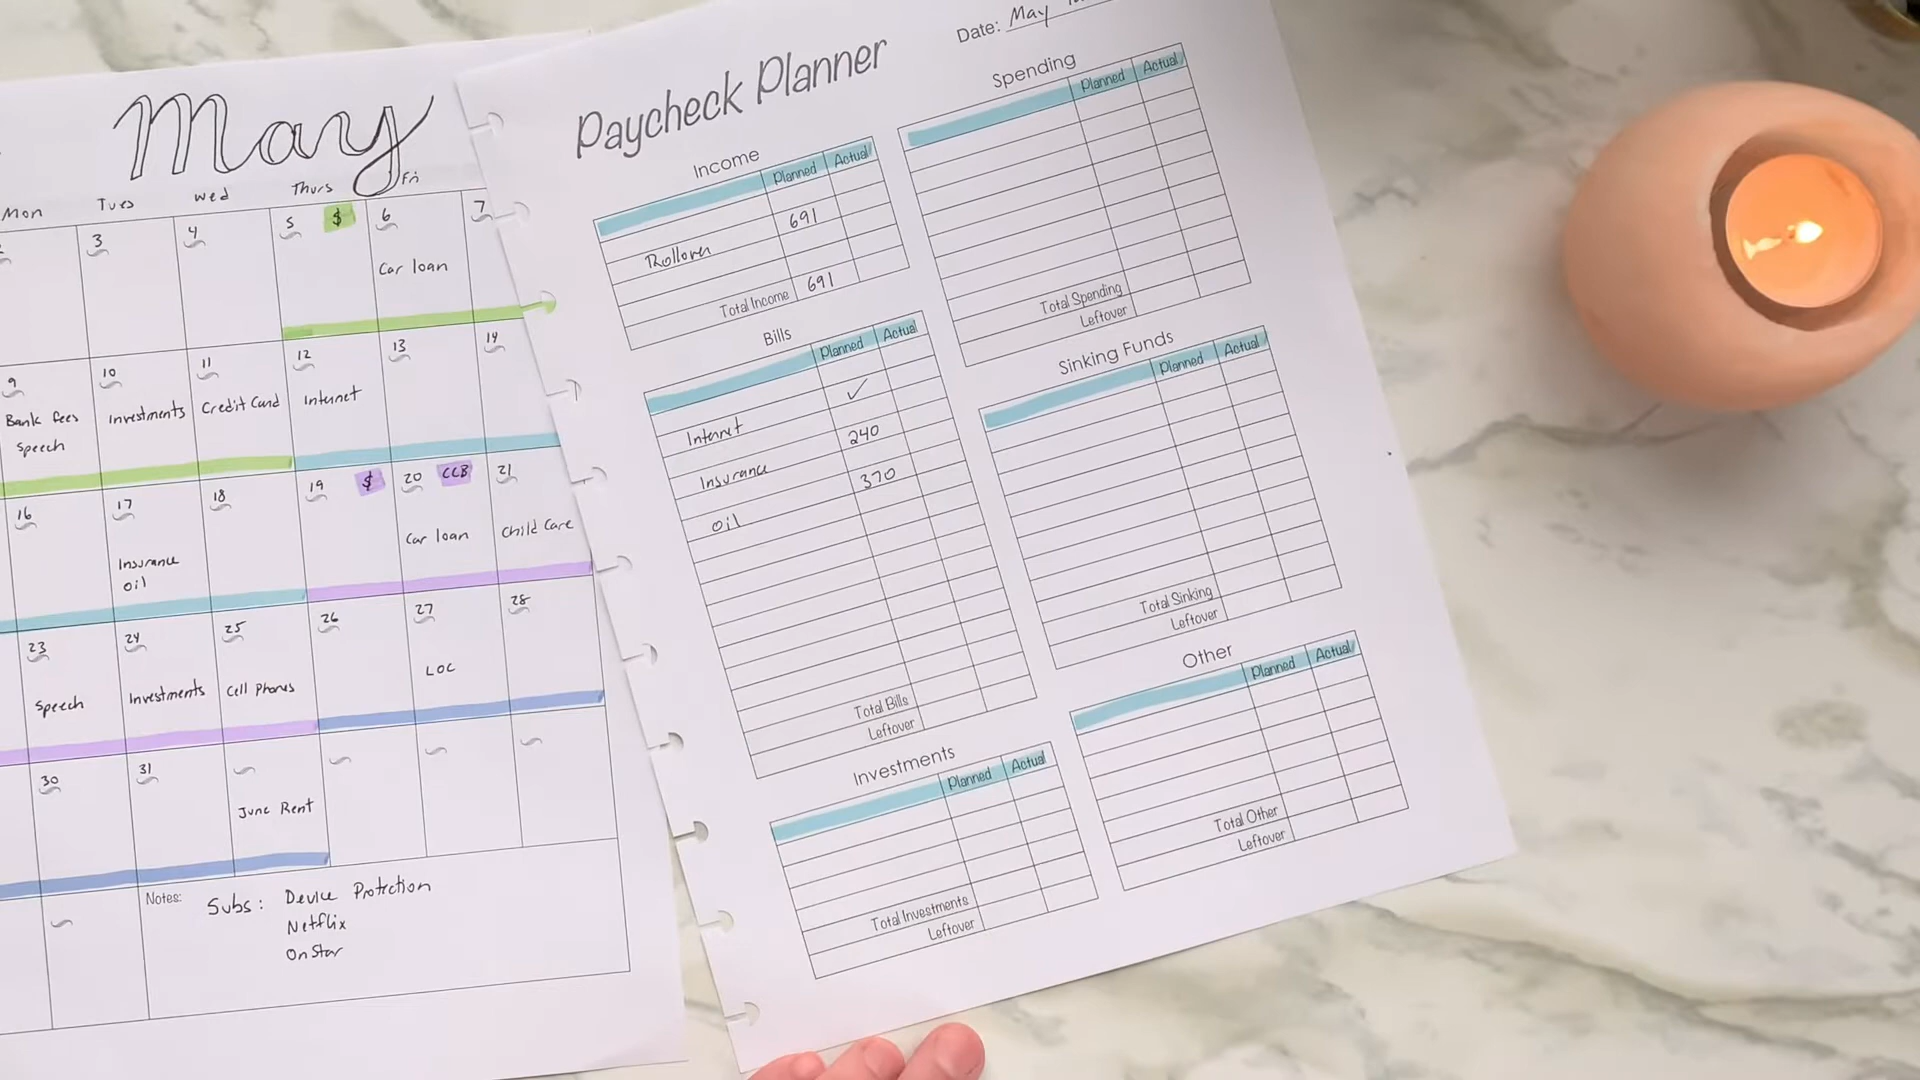 May
Mon Tues Wed Thurs Fri
3 4 5 $ 6 7
Car loan
9 10 11 12 13 14
Bank fees Investments Credit Card Internet
Speech
16 17 18 19 $ 20 CCB 21
Insurance Car loan Child Care
Oil
23 24 25 26 27 28
Speech Investments Cell Phones LOC
30 31
June Rent
Notes: Subs: Device Protection
Netflix
OnStar
Paycheck Planner
Date: May
Income
Planned Actual
Rollover 691
Total Income 691
Bills
Planned Actual
Internet ✓
Insurance 240
Oil 370
Total Bills
Leftover
Investments
Planned Actual
Total Investments
Leftover
Spending
Planned Actual
Total Spending
Leftover
Sinking Funds
Planned Actual
Total Sinking
Leftover
Other
Planned Actual
Total Other
Leftover